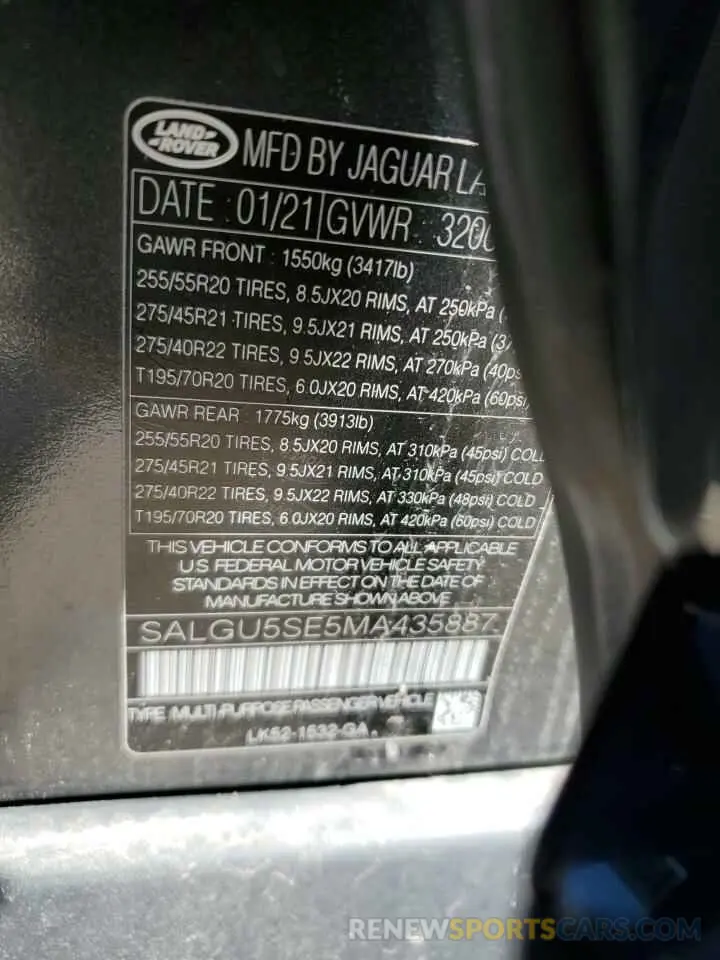 LAND ROVER MFD BY JAGUAR LA
DATE : 01/21 GVWR : 3200
GAWR FRONT : 1550kg (3417lb)
255/55R20 TIRES, 8.5JX20 RIMS, AT 250kPa (
275/45R21 TIRES, 9.5JX21 RIMS, AT 250kPa (37
275/40R22 TIRES, 9.5JX22 RIMS, AT 270kPa (40ps
T195/70R20 TIRES, 6.0JX20 RIMS, AT 420kPa (60psi)
GAWR REAR : 1775kg (3913lb)
255/55R20 TIRES, 8.5JX20 RIMS, AT 310kPa (45psi) COL
275/45R21 TIRES, 9.5JX21 RIMS, AT 310kPa (45psi) COLD
275/40R22 TIRES, 9.5JX22 RIMS, AT 330kPa (48psi) COLD
T195/70R20 TIRES, 6.0JX20 RIMS, AT 420kPa (60psi) COLD
THIS VEHICLE CONFORMS TO ALL APPLICABLE
U.S. FEDERAL MOTOR VEHICLE SAFETY
STANDARDS IN EFFECT ON THE DATE OF
MANUFACTURE SHOWN ABOVE
SALGU5SE5MA435887
TYPE: MULTI-PURPOSE PASSENGER VEHICLE
LK52-1532-GA
RENEWSPORTSCARS.COM